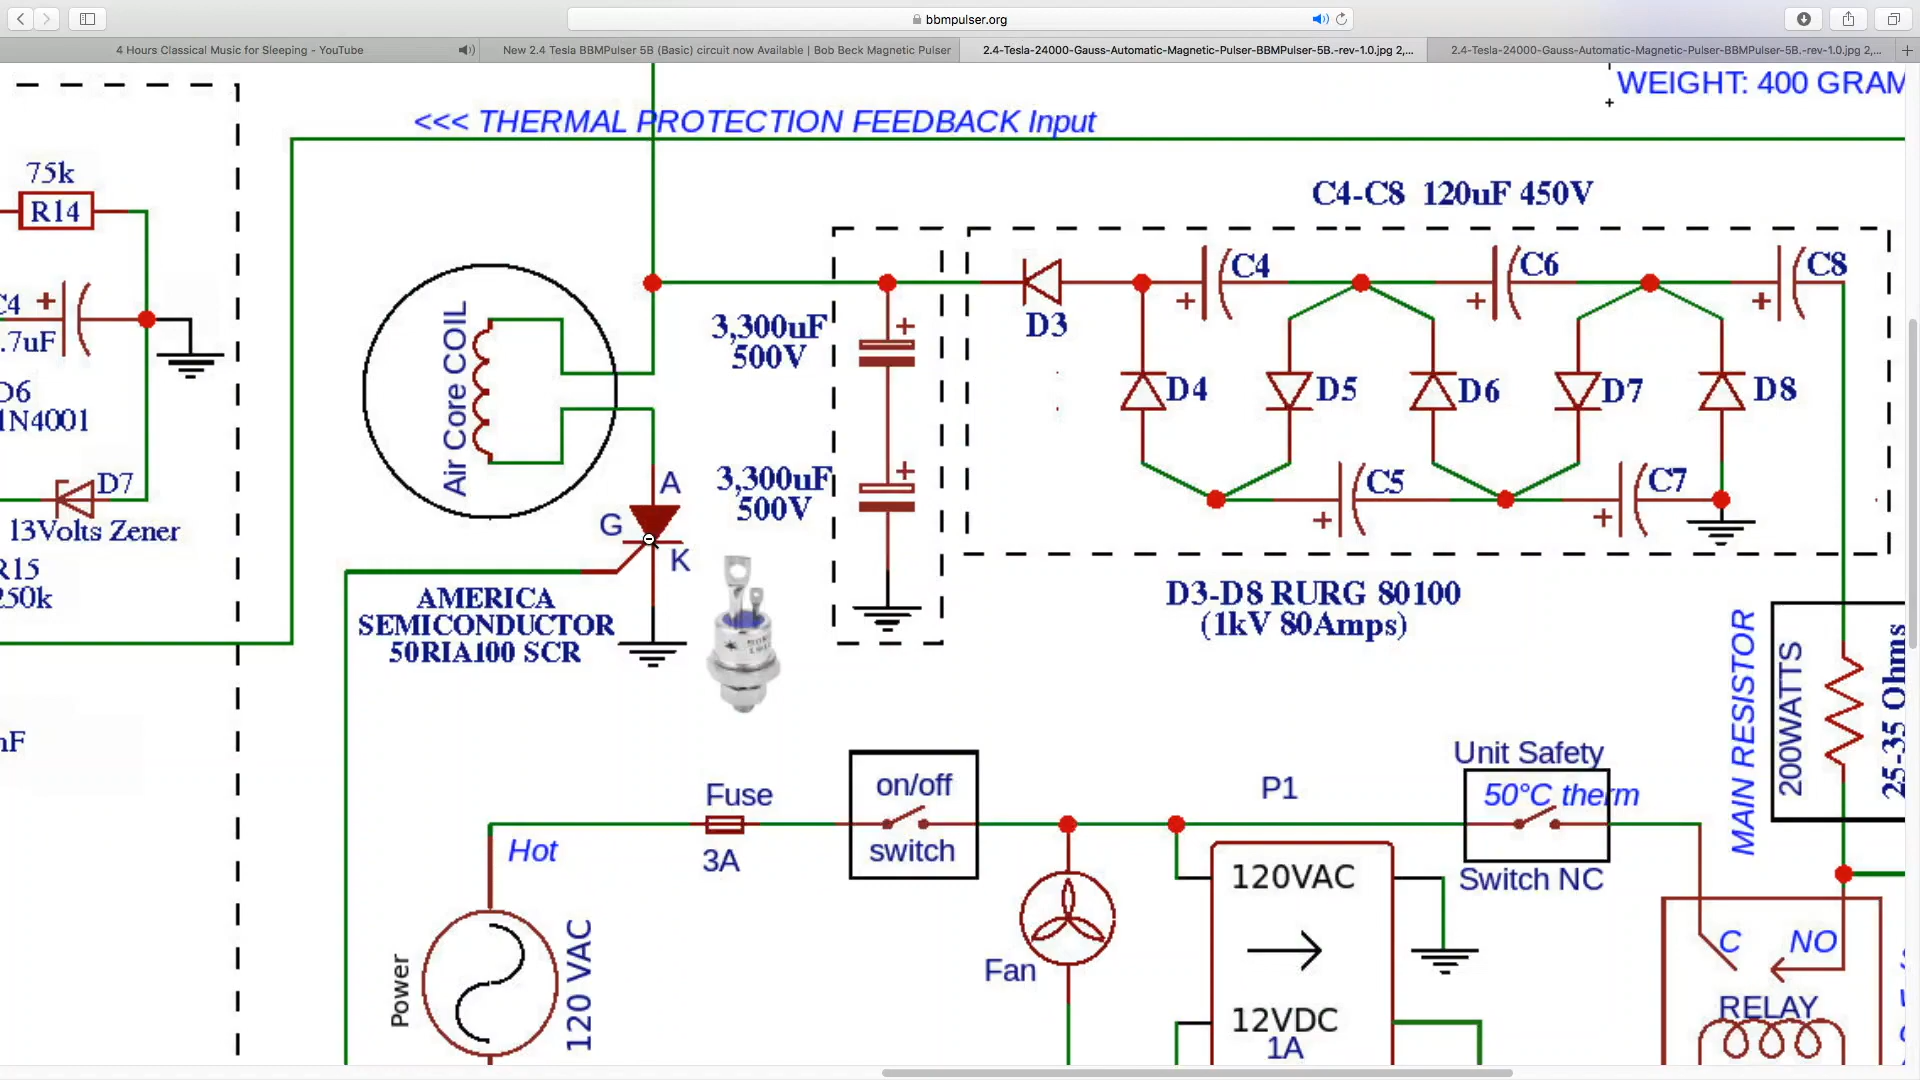 bbmpulser.org
4 Hours Classical Music for Sleeping - YouTube
New 2.4 Tesla BBMPulser 5B (Basic) circuit now Available | Bob Beck Magnetic Pulser
2.4-Tesla-24000-Gauss-Automatic-Magnetic-Pulser-BBMPulser-5B.-rev-1.0.jpg 2,...
2.4-Tesla-24000-Gauss-Automatic-Magnetic-Pulser-BBMPulser-5B.-rev-1.0.jpg 2,...
WEIGHT: 400 GRAM
<<< THERMAL PROTECTION FEEDBACK Input
75k
R14
C4-C8 120uF 450V
C4
C6
C8
D3
3,300uF
500V
Air Core COIL
C4
.7uF
D6
1N4001
D4
D5
D6
D7
D8
3,300uF
500V
A
G
K
C5
C7
D7
13Volts Zener
R15
250k
AMERICA
SEMICONDUCTOR
50RIA100 SCR
D3-D8 RURG 80100
(1kV 80Amps)
MAIN RESISTOR
200WATTS
25-35 Ohms
nF
Unit Safety
50°C therm
Switch NC
Fuse
3A
on/off
switch
P1
Hot
120VAC
12VDC
1A
Fan
Power
120 VAC
C
NO
RELAY